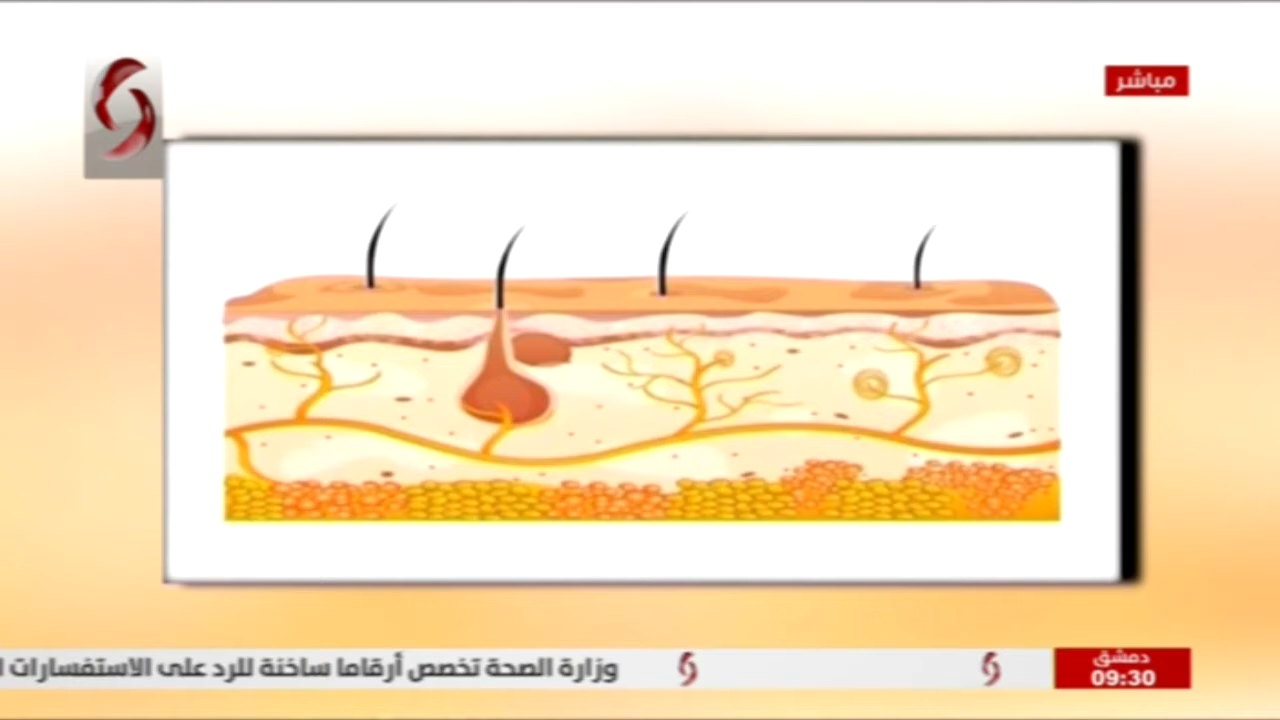 مباشر
وزارة الصحة تخصص أرقاما ساخنة للرد على الاستفسارات
دمشق
09:30